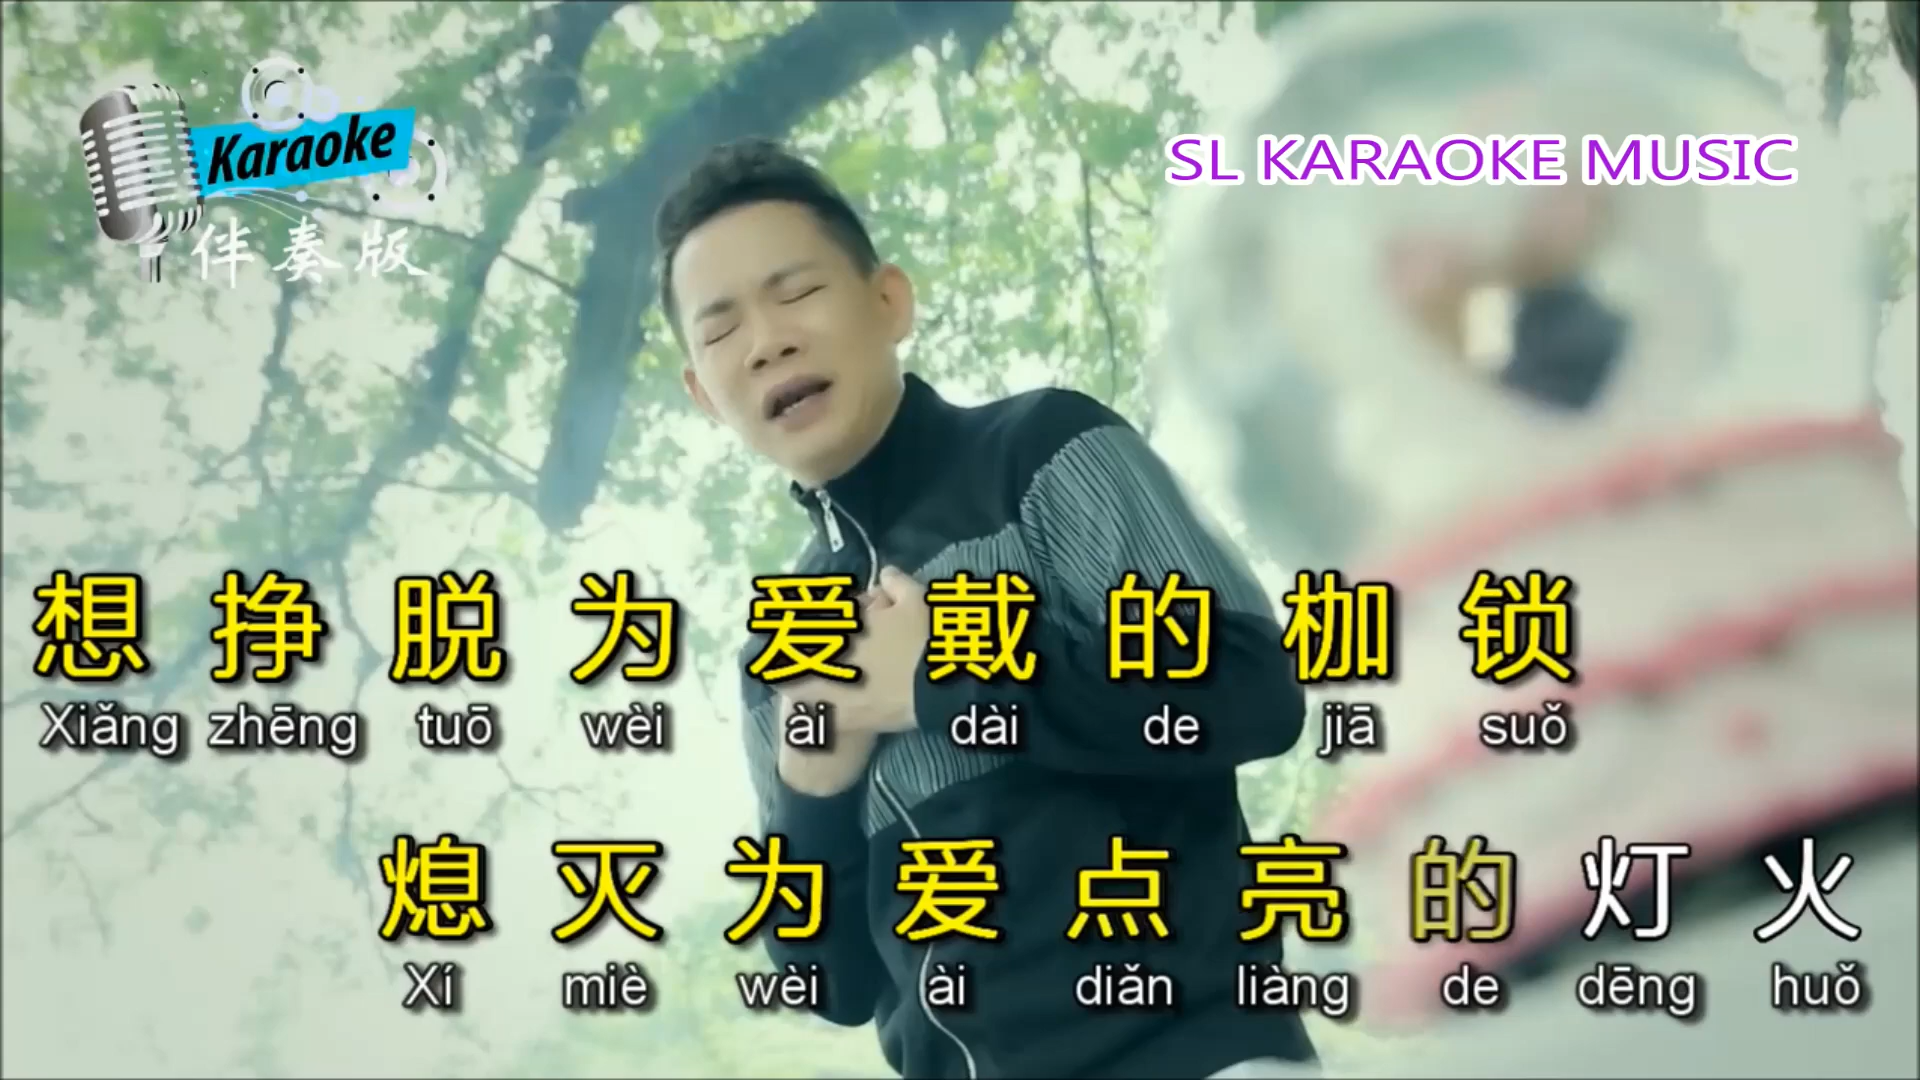 Karaoke
伴奏版
SL KARAOKE MUSIC
想 挣 脱 为 爱 戴 的 枷 锁
Xiǎng zhēng tuō wèi ài dài de jiā suǒ
熄 灭 为 爱 点 亮 的 灯 火
Xí miè wèi ài diǎn liàng de dēng huǒ